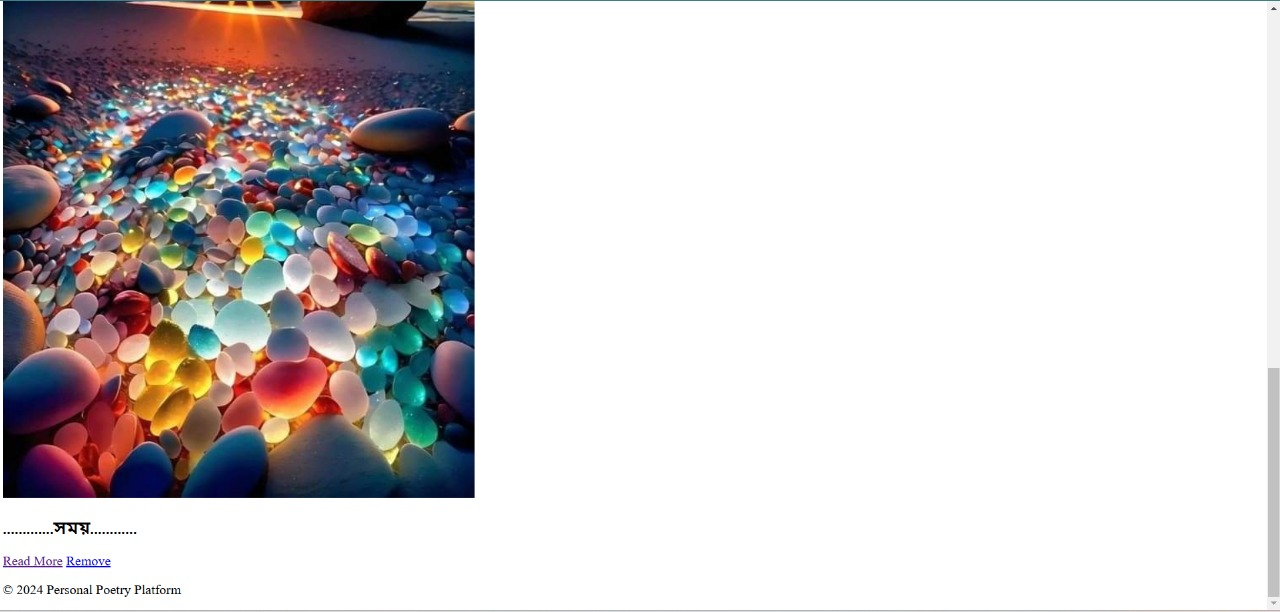 .............সময়............
Read More Remove
© 2024 Personal Poetry Platform